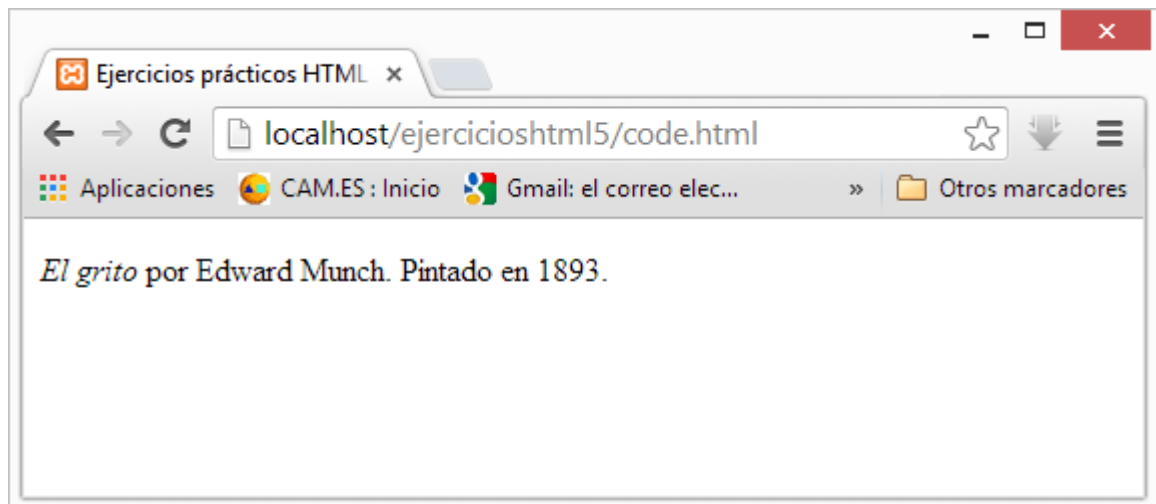 Ejercicios prácticos HTML
localhost/ejercicioshtml5/code.html
Aplicaciones CAM.ES : Inicio Gmail: el correo elec... » Otros marcadores
El grito por Edward Munch. Pintado en 1893.